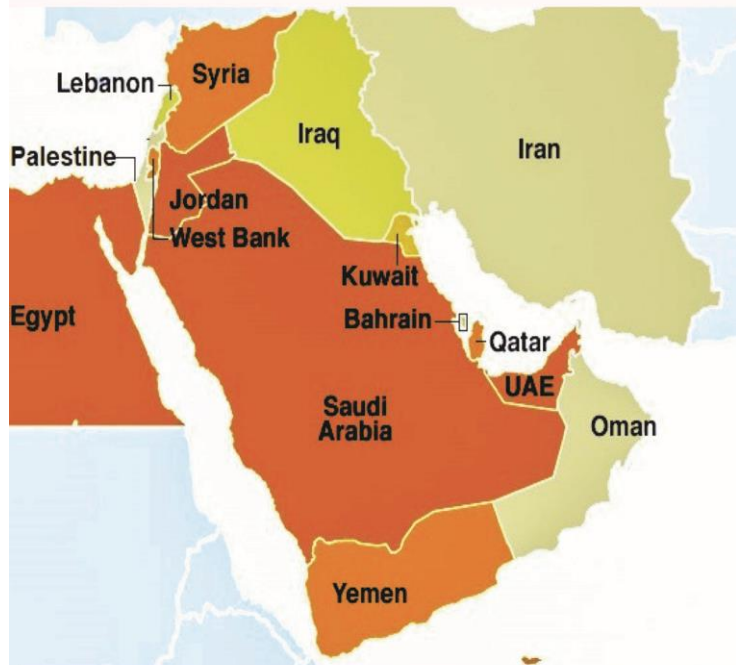 Syria
Lebanon
Iraq
Iran
Palestine
Jordan
West Bank
Kuwait
Egypt
Bahrain
Qatar
UAE
Saudi
Arabia
Oman
Yemen